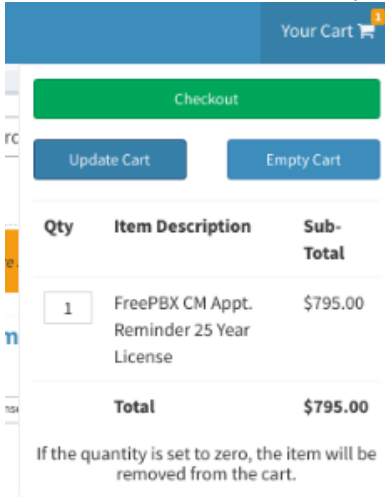 Your Cart 1
Checkout
Update Cart Empty Cart
Qty Item Description Sub-
Total
1 FreePBX CM Appt. $795.00
Reminder 25 Year
License
Total $795.00
If the quantity is set to zero, the item will be
removed from the cart.